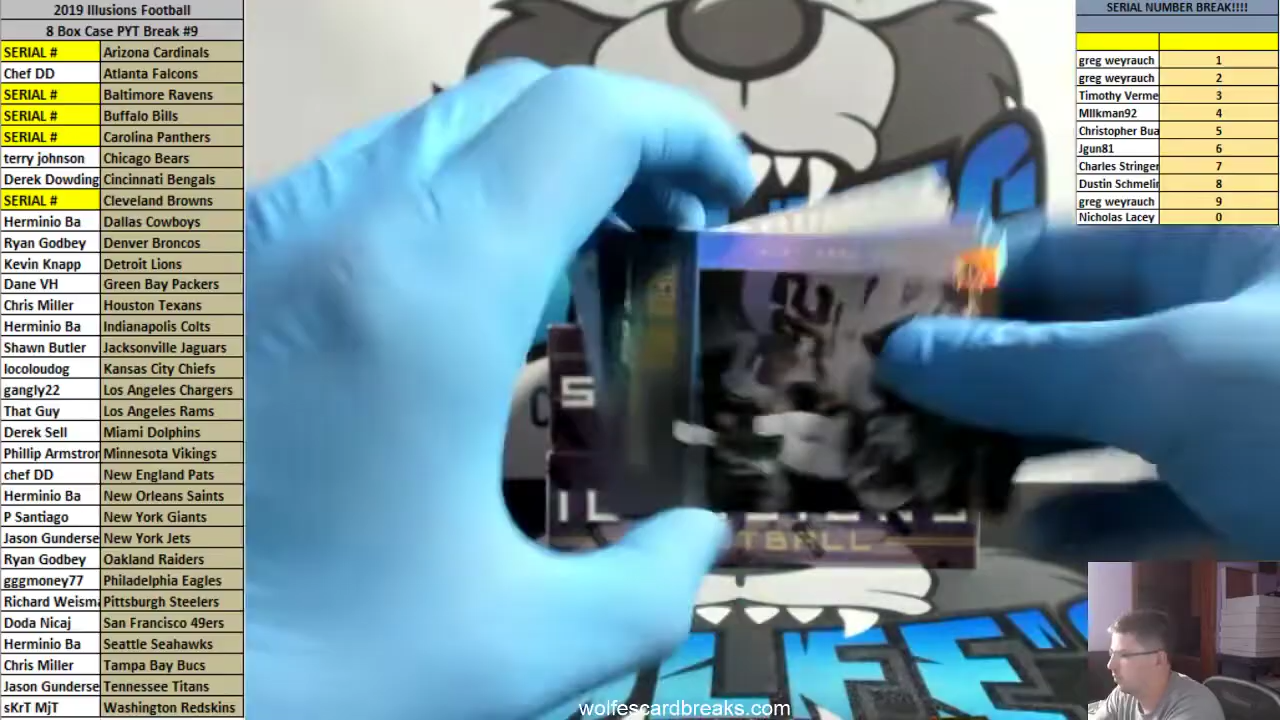 2019 Illusions Football
8 Box Case PYT Break #9
SERIAL # Arizona Cardinals
Chef DD Atlanta Falcons
SERIAL # Baltimore Ravens
SERIAL # Buffalo Bills
SERIAL # Carolina Panthers
terry johnson Chicago Bears
Derek Dowding Cincinnati Bengals
SERIAL # Cleveland Browns
Herminio Ba Dallas Cowboys
Ryan Godbey Denver Broncos
Kevin Knapp Detroit Lions
Dane VH Green Bay Packers
Chris Miller Houston Texans
Herminio Ba Indianapolis Colts
Shawn Butler Jacksonville Jaguars
locoloudog Kansas City Chiefs
gangly22 Los Angeles Chargers
That Guy Los Angeles Rams
Derek Sell Miami Dolphins
Phillip Armstron Minnesota Vikings
chef DD New England Pats
Herminio Ba New Orleans Saints
P Santiago New York Giants
Jason Gunderse New York Jets
Ryan Godbey Oakland Raiders
gggmoney77 Philadelphia Eagles
Richard Weisma Pittsburgh Steelers
Doda Nicaj San Francisco 49ers
Herminio Ba Seattle Seahawks
Chris Miller Tampa Bay Bucs
Jason Gunderse Tennessee Titans
sKrT MjT Washington Redskins
SERIAL NUMBER BREAK!!!!
greg weyrauch 1
greg weyrauch 2
Timothy Verme 3
MIlkman92 4
Christopher Bua 5
Jgun81 6
Charles Stringer 7
Dustin Schmelin 8
greg weyrauch 9
Nicholas Lacey 0
wolfescardbreaks.com